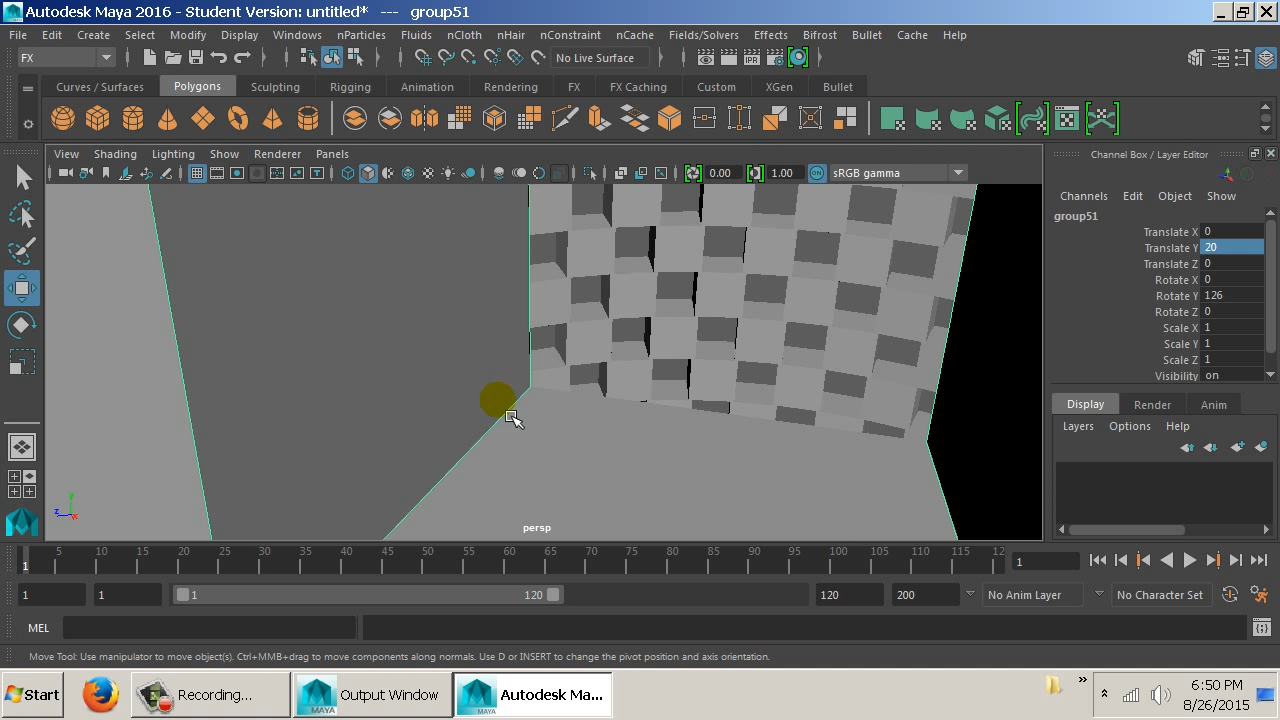 Autodesk Maya 2016 - Student Version: untitled* --- group51
File Edit Create Select Modify Display Windows nParticles Fluids nCloth nHair nConstraint nCache Fields/Solvers Effects Bifrost Bullet Cache Help
FX No Live Surface
Curves / Surfaces Polygons Sculpting Rigging Animation Rendering FX FX Caching Custom XGen Bullet
View Shading Lighting Show Renderer Panels
0.00 1.00 sRGB gamma
Channel Box / Layer Editor
Channels Edit Object Show
group51
Translate X 0
Translate Y 20
Translate Z 0
Rotate X 0
Rotate Y 126
Rotate Z 0
Scale X 1
Scale Y 1
Scale Z 1
Visibility on
Display Render Anim
Layers Options Help
y
z x
persp
5 10 15 20 25 30 35 40 45 50 55 60 65 70 75 80 85 90 95 100 105 110 115 12
1 1
1 1 1 120 120 200 No Anim Layer No Character Set
MEL
Move Tool: Use manipulator to move object(s). Ctrl+MMB+drag to move components along normals. Use D or INSERT to change the pivot position and axis orientation.
Start Recording... MAYA Output Window MAYA Autodesk Ma... » 6:50 PM
8/26/2015